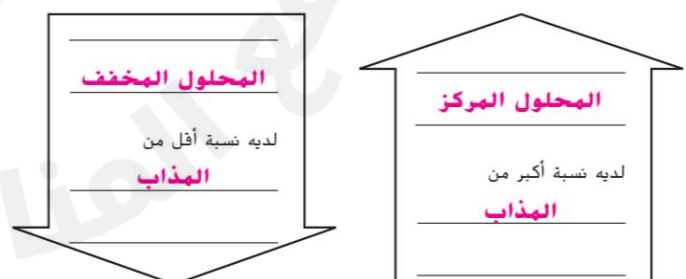 المحلول المركز
لديه نسبة أكبر من
المذاب
المحلول المخفف
لديه نسبة أقل من
المذاب